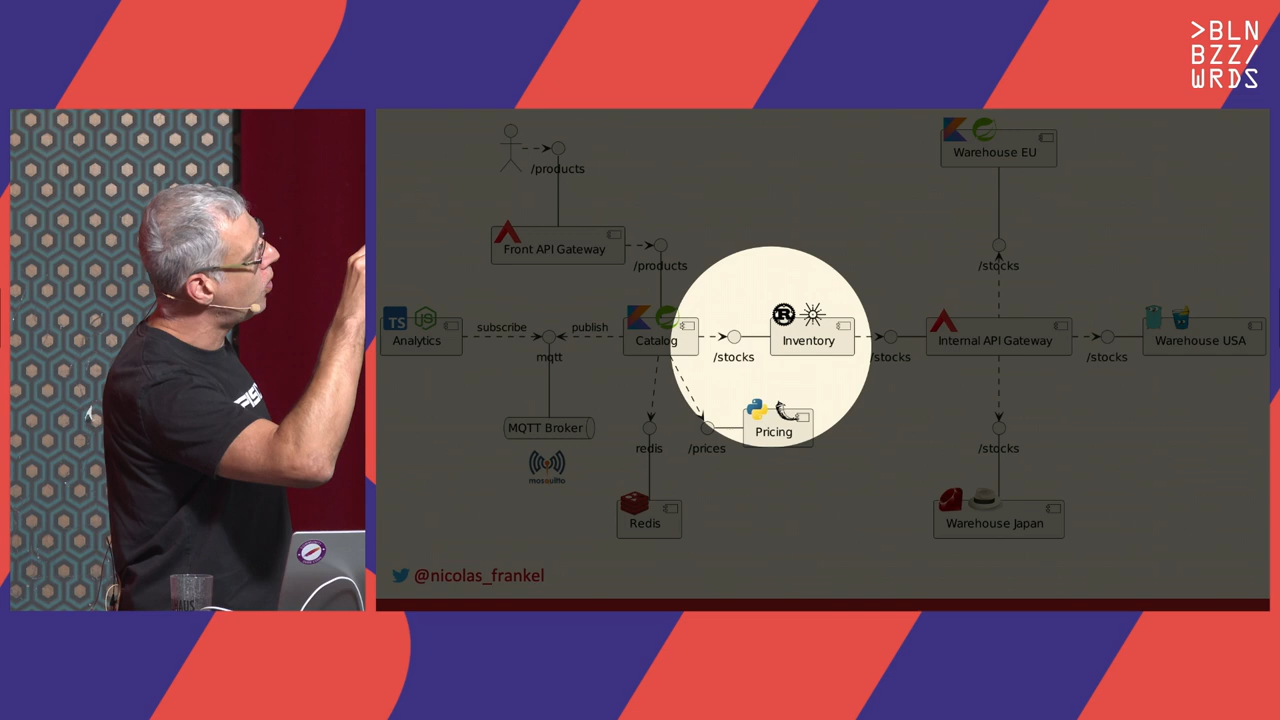 >BLN
BZZ/
WRDS
/products
Warehouse EU
Front API Gateway
/products
/stocks
TS
JS
subscribe
publish
R
Analytics
mqtt
Catalog
/stocks
Inventory
/stocks
Internal API Gateway
/stocks
Warehouse USA
MQTT Broker
redis
/prices
Pricing
/stocks
mosquitto
Redis
Warehouse Japan
@nicolas_frankel